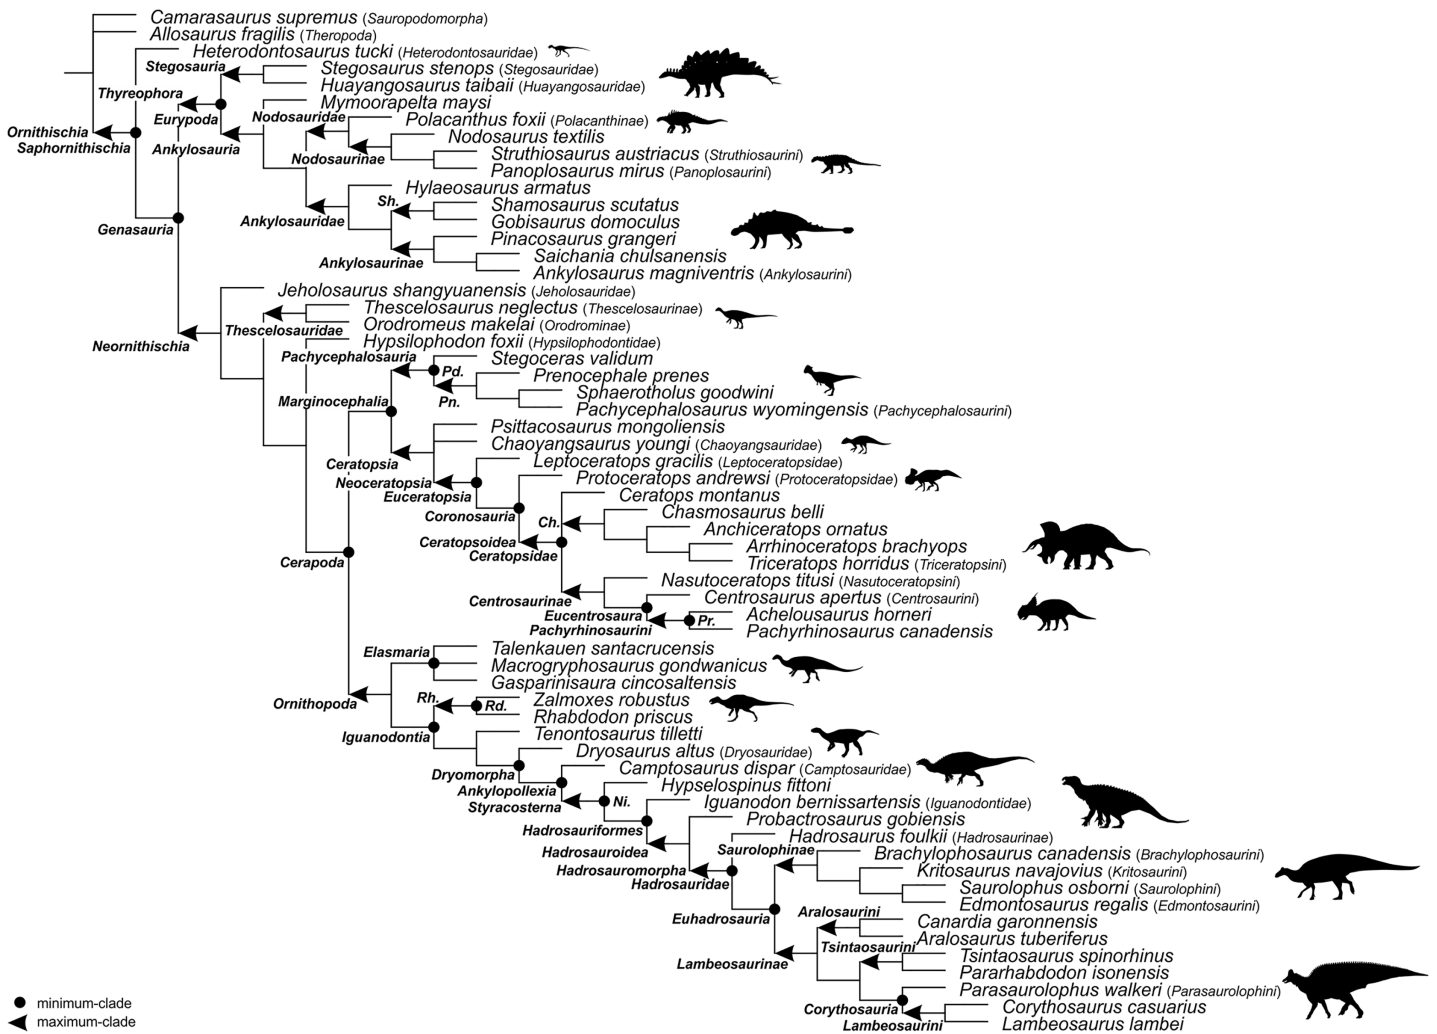 Camarasaurus supremus (Sauropodomorpha)
Allosaurus fragilis (Theropoda)
Heterodontosaurus tucki (Heterodontosauridae)
Stegosauria
Stegosaurus stenops (Stegosauridae)
Huayangosaurus taibaii (Huayangosauridae)
Thyreophora
Mymoorapelta maysi
Eurypoda
Nodosauridae
Polacanthus foxii (Polacanthinae)
Ornithischia
Saphornithischia
Ankylosauria
Nodosaurus textilis
Nodosaurinae
Struthiosaurus austriacus (Struthiosaurini)
Panoplosaurus mirus (Panoplosaurini)
Hylaeosaurus armatus
Sh.
Shamosaurus scutatus
Ankylosauridae
Gobisaurus domoculus
Genasauria
Pinacosaurus grangeri
Saichania chulsanensis
Ankylosaurinae
Ankylosaurus magniventris (Ankylosaurini)
Jeholosaurus shangyuanensis (Jeholosauridae)
Thescelosaurus neglectus (Thescelosaurinae)
Thescelosauridae
Orodromeus makelai (Orodrominae)
Neornithischia
Hypsilophodon foxii (Hypsilophodontidae)
Pachycephalosauria
Stegoceras validum
Pd.
Prenocephale prenes
Sphaerotholus goodwini
Marginocephalia
Pn.
Pachycephalosaurus wyomingensis (Pachycephalosaurini)
Psittacosaurus mongoliensis
Chaoyangsaurus youngi (Chaoyangsauridae)
Ceratopsia
Leptoceratops gracilis (Leptoceratopsidae)
Neoceratopsia
Protoceratops andrewsi (Protoceratopsidae)
Euceratopsia
Ceratops montanus
Coronosauria
Chasmosaurus belli
Ch.
Anchiceratops ornatus
Ceratopsoidea
Ceratopsidae
Arrhinoceratops brachyops
Cerapoda
Triceratops horridus (Triceratopsini)
Nasutoceratops titusi (Nasutoceratopsini)
Centrosaurinae
Centrosaurus apertus (Centrosaurini)
Eucentrosaura
Achelousaurus horneri
Pr.
Pachyrhinosaurini
Pachyrhinosaurus canadensis
Elasmaria
Talenkauen santacrucensis
Macrogryphosaurus gondwanicus
Gasparinisaura cincosaltensis
Ornithopoda
Rh.
Zalmoxes robustus
Rd.
Rhabdodon priscus
Iguanodontia
Tenontosaurus tilletti
Dryosaurus altus (Dryosauridae)
Dryomorpha
Camptosaurus dispar (Camptosauridae)
Ankylopollexia
Hypselospinus fittoni
Styracosterna
Ni.
Iguanodon bernissartensis (Iguanodontidae)
Hadrosauriformes
Probactrosaurus gobiensis
Hadrosauroidea
Hadrosaurus foulkii (Hadrosaurinae)
Saurolophinae
Brachylophosaurus canadensis (Brachylophosaurini)
Hadrosauromorpha
Kritosaurus navajovius (Kritosaurini)
Hadrosauridae
Saurolophus osborni (Saurolophini)
Edmontosaurus regalis (Edmontosaurini)
Euhadrosauria
Aralosaurini
Canardia garonnensis
Aralosaurus tuberiferus
Tsintaosaurini
Tsintaosaurus spinorhinus
Lambeosaurinae
Pararhabdodon isonensis
Parasaurolophus walkeri (Parasaurolophini)
Corythosauria
Corythosaurus casuarius
Lambeosaurini
Lambeosaurus lambei
minimum-clade
maximum-clade